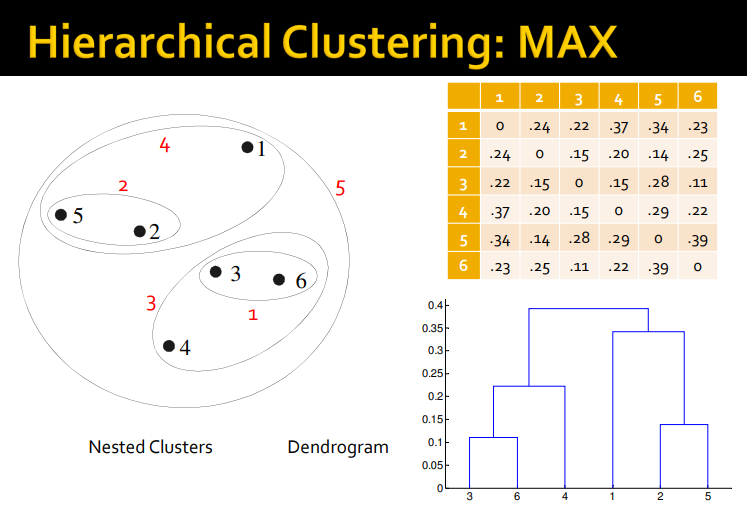 Hierarchical Clustering: MAX
4
1
2
5
5
2
3
6
3
1
4
Nested Clusters
Dendrogram
1 2 3 4 5 6
1 0 .24 .22 .37 .34 .23
2 .24 0 .15 .20 .14 .25
3 .22 .15 0 .15 .28 .11
4 .37 .20 .15 0 .29 .22
5 .34 .14 .28 .29 0 .39
6 .23 .25 .11 .22 .39 0
0.4
0.35
0.3
0.25
0.2
0.15
0.1
0.05
0
3 6 4 1 2 5